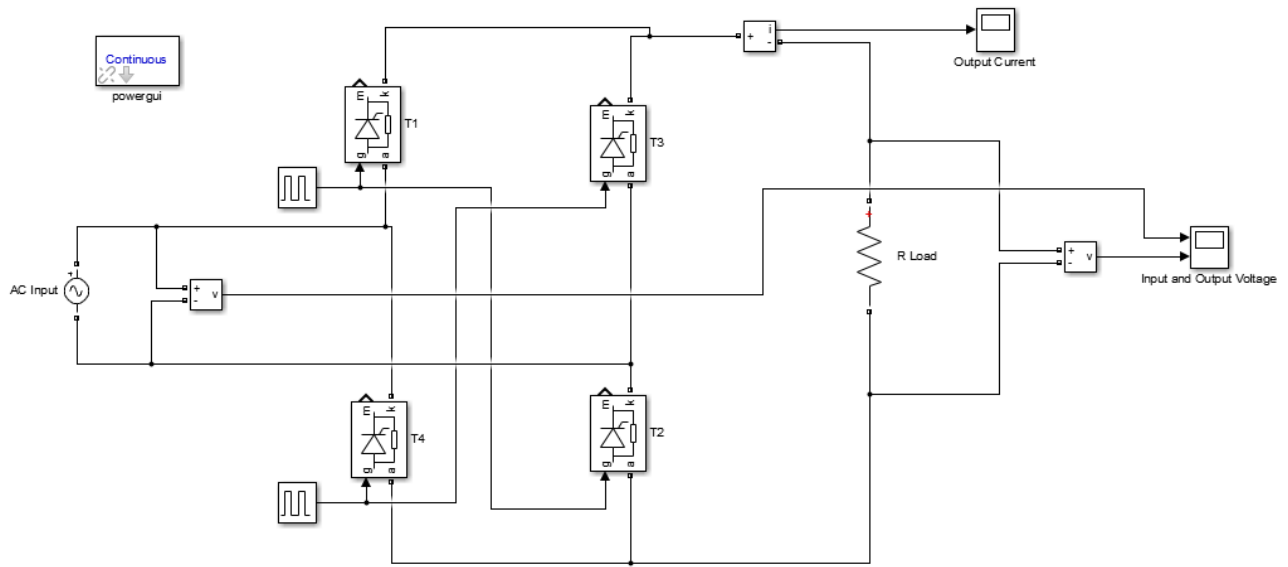 Continuous
powergui
i
+
-
Output Current
m
k
g
a
T1
m
k
g
a
T3
+
R Load
+
-
v
Input and Output Voltage
+
AC Input
+
-
v
m
k
g
a
T4
m
k
g
a
T2